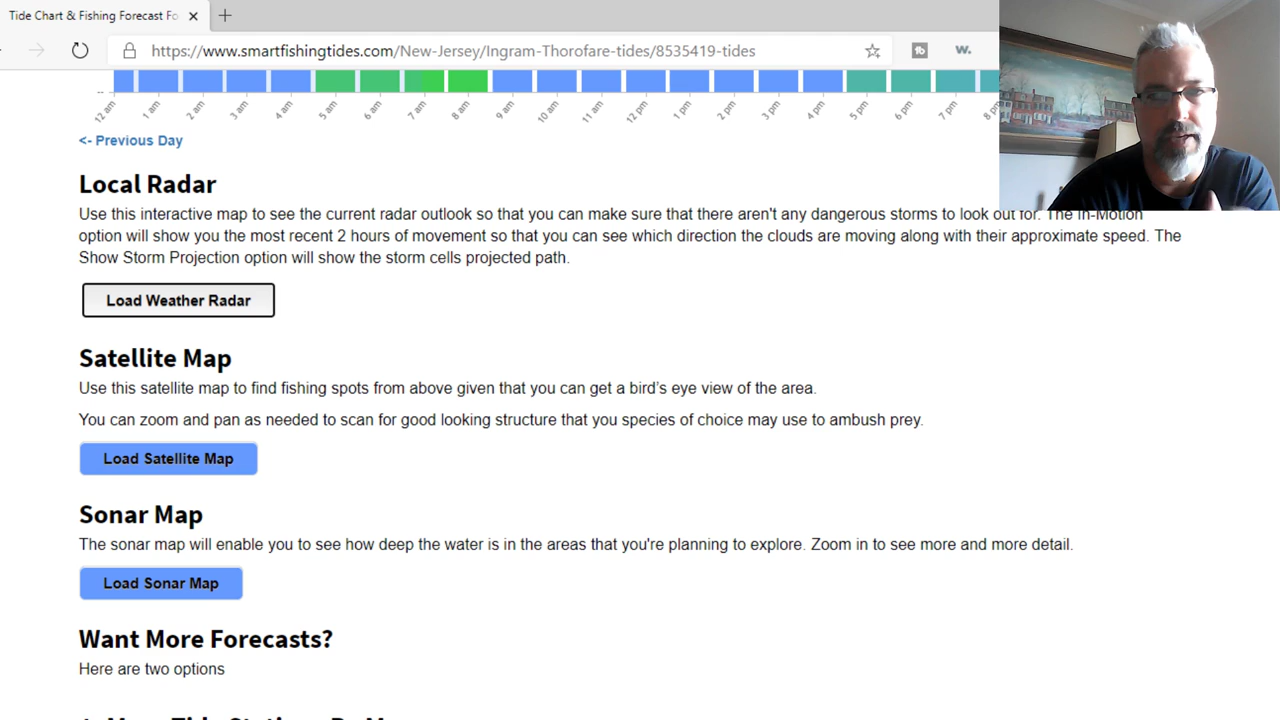 Tide Chart & Fishing Forecast Fo
https://www.smartfishingtides.com/New-Jersey/Ingram-Thorofare-tides/8535419-tides
w.
12 am 1 am 2 am 3 am 4 am 5 am 6 am 7 am 8 am 9 am 10 am 11 am 12 pm 1 pm 2 pm 3 pm 4 pm 5 pm 6 pm 7 pm 8 p
<- Previous Day
Local Radar
Use this interactive map to see the current radar outlook so that you can make sure that there aren't any dangerous storms to look out for. The In-Motion
option will show you the most recent 2 hours of movement so that you can see which direction the clouds are moving along with their approximate speed. The
Show Storm Projection option will show the storm cells projected path.
Load Weather Radar
Satellite Map
Use this satellite map to find fishing spots from above given that you can get a bird's eye view of the area.
You can zoom and pan as needed to scan for good looking structure that you species of choice may use to ambush prey.
Load Satellite Map
Sonar Map
The sonar map will enable you to see how deep the water is in the areas that you're planning to explore. Zoom in to see more and more detail.
Load Sonar Map
Want More Forecasts?
Here are two options